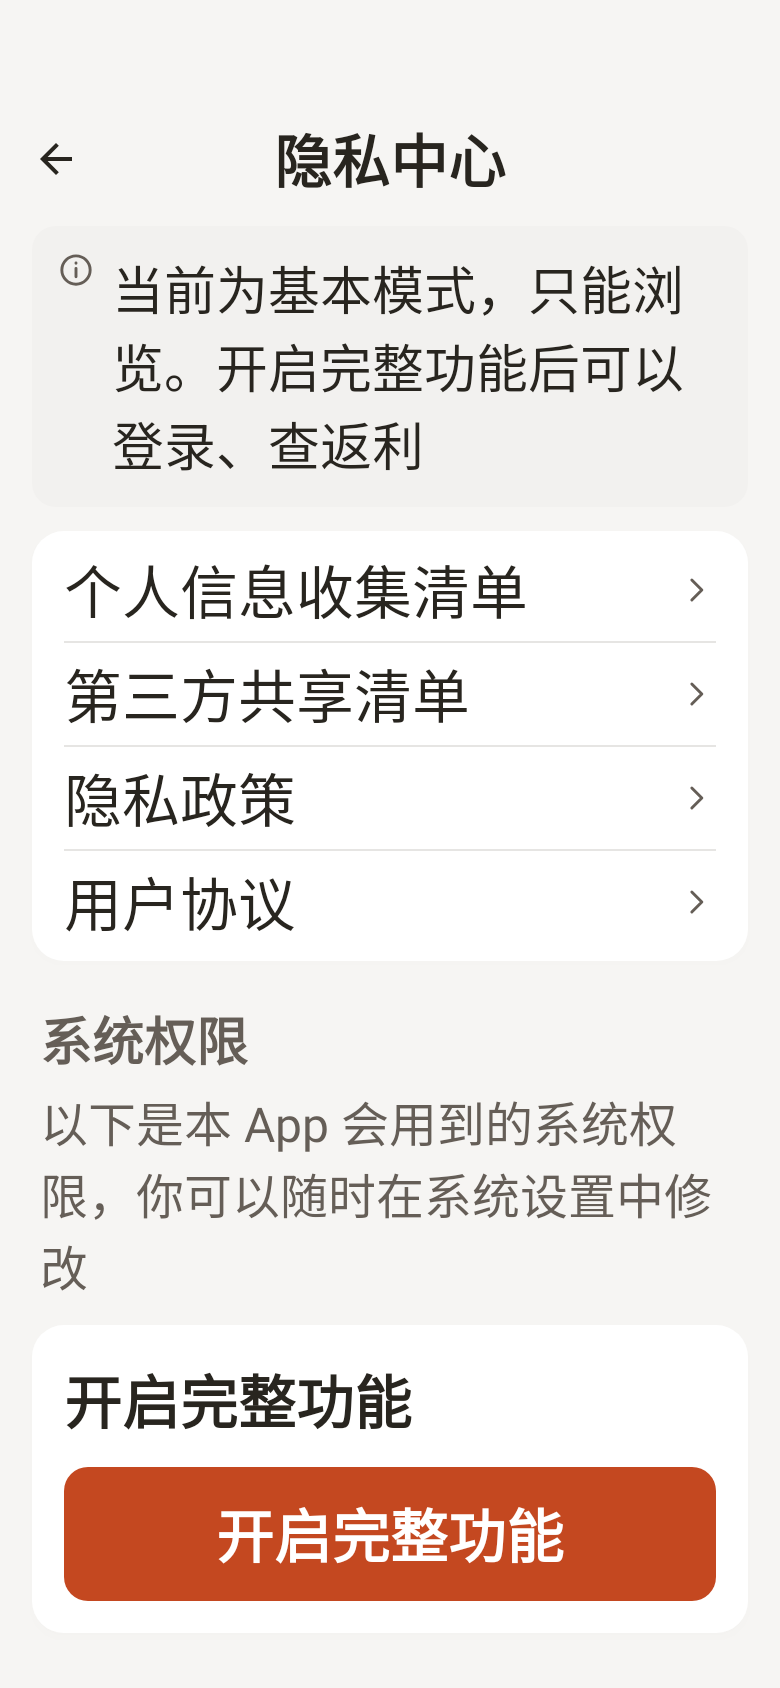 隐私中心
当前为基本模式，只能浏
览。开启完整功能后可以
登录、查返利
个人信息收集清单
第三方共享清单
隐私政策
用户协议
系统权限
以下是本 App 会用到的系统权
限，你可以随时在系统设置中修
改
开启完整功能
开启完整功能